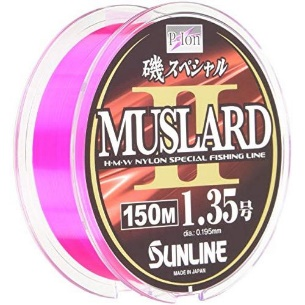 P-Ion
磯スペシャル
MUSLARD
II
H・M・W NYLON SPECIAL FISHING LINE
150M 1.35号
dia.: 0.195mm
SUNLINE
MADE IN JAPAN